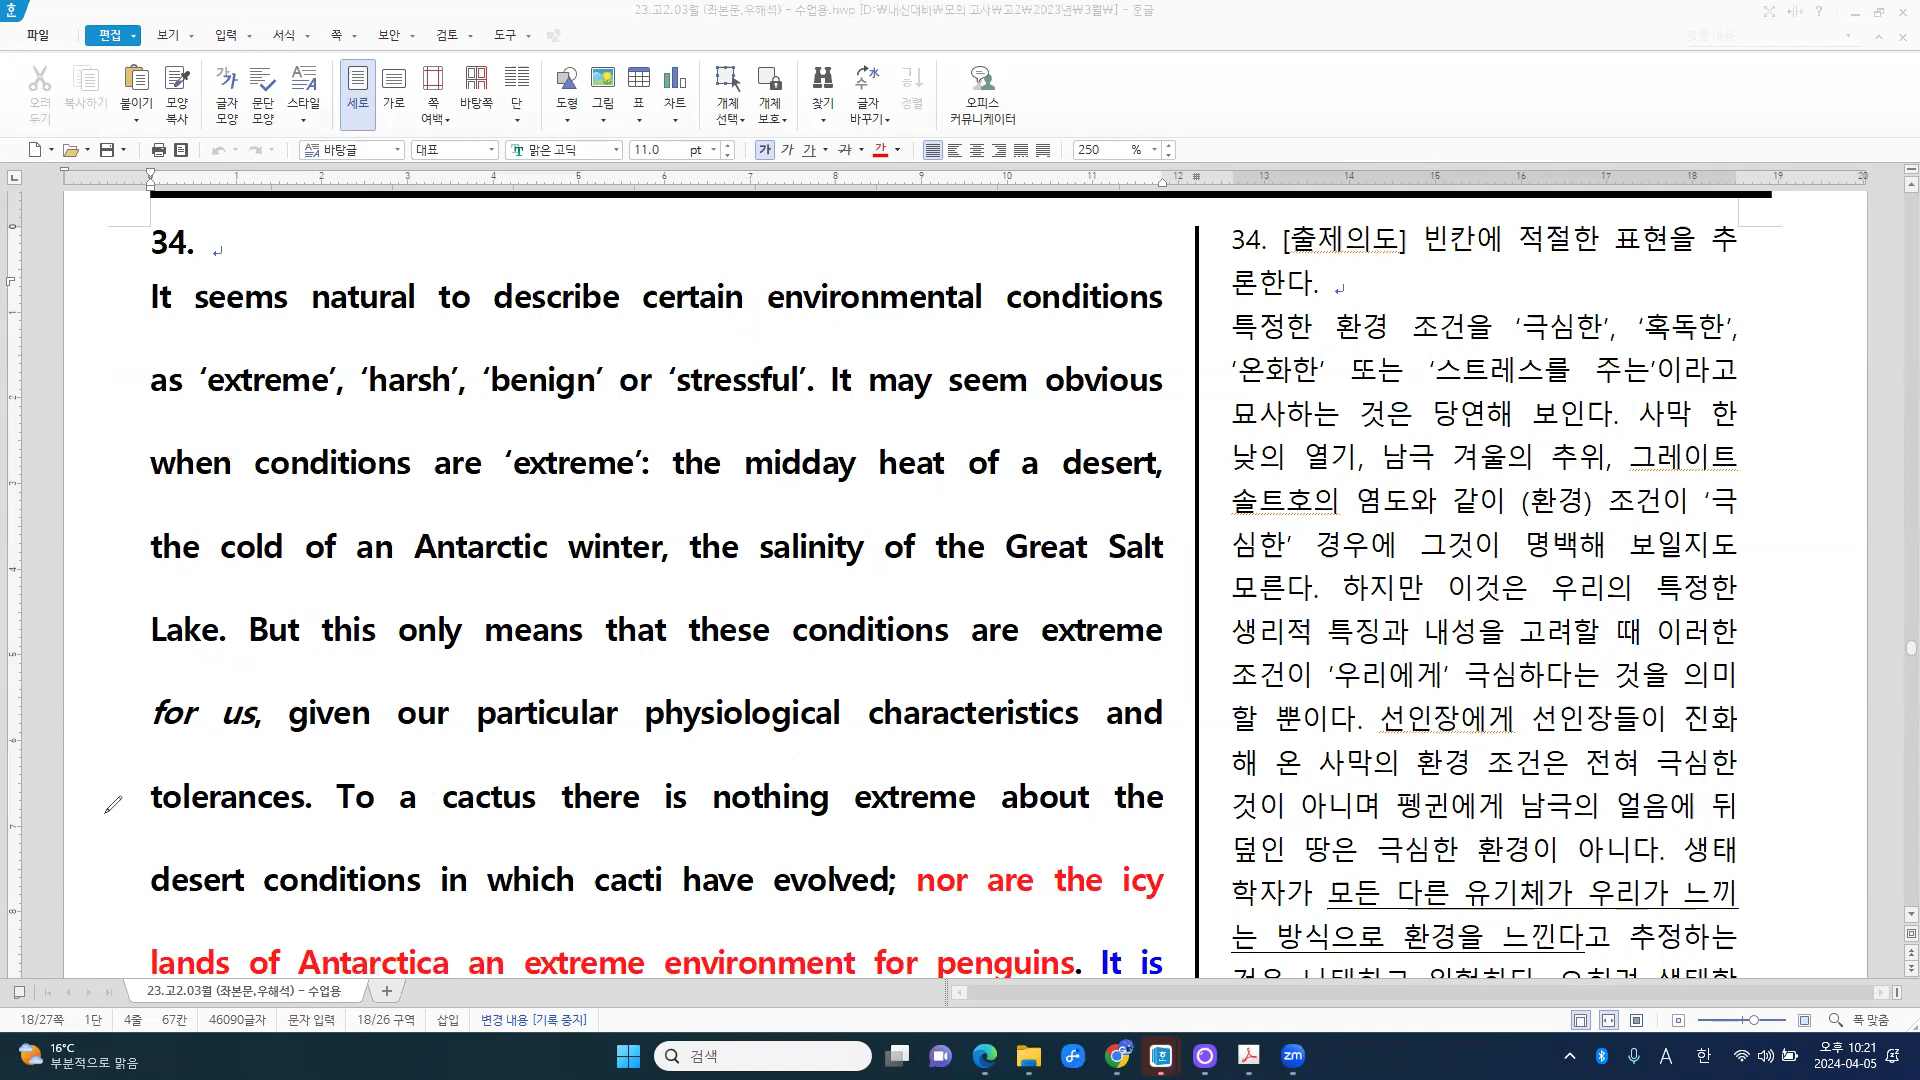 23.고2.03월 (좌본문,우해석) - 수업용.hwp [D:₩내신대비₩모의 고사₩고2₩2023년₩3월₩] - 훈글
파일 편집 보기 입력 서식 쪽 보안 검토 도구
오려 두기 복사하기 붙이기 모양 복사 글자 모양 문단 모양 스타일 세로 가로 쪽 여백 바탕쪽 단 도형 그림 표 차트 개체 선택 개체 보호 찾기 글자 바꾸기 정렬 오피스 커뮤니케이터
바탕글 대표 맑은 고딕 11.0 pt 가 가 가 가 가 250 %
1 2 3 4 5 6 7 8 9 10 11 12 13 14 15 16 17 18 19 20
34.
It seems natural to describe certain environmental conditions
as ‘extreme’, ‘harsh’, ‘benign’ or ‘stressful’. It may seem obvious
when conditions are ‘extreme’: the midday heat of a desert,
the cold of an Antarctic winter, the salinity of the Great Salt
Lake. But this only means that these conditions are extreme
for us, given our particular physiological characteristics and
tolerances. To a cactus there is nothing extreme about the
desert conditions in which cacti have evolved; nor are the icy
lands of Antarctica an extreme environment for penguins. It is
34. [출제의도] 빈칸에 적절한 표현을 추
론한다.
특정한 환경 조건을 ‘극심한’, ‘혹독한’,
‘온화한’ 또는 ‘스트레스를 주는’이라고
묘사하는 것은 당연해 보인다. 사막 한
낮의 열기, 남극 겨울의 추위, 그레이트
솔트호의 염도와 같이 (환경) 조건이 ‘극
심한’ 경우에 그것이 명백해 보일지도
모른다. 하지만 이것은 우리의 특정한
생리적 특징과 내성을 고려할 때 이러한
조건이 ‘우리에게’ 극심하다는 것을 의미
할 뿐이다. 선인장에게 선인장들이 진화
해 온 사막의 환경 조건은 전혀 극심한
것이 아니며 펭귄에게 남극의 얼음에 뒤
덮인 땅은 극심한 환경이 아니다. 생태
학자가 모든 다른 유기체가 우리가 느끼
는 방식으로 환경을 느낀다고 추정하는
23.고2.03월 (좌본문,우해석) - 수업용
18/27쪽 1단 4줄 67칸 46090글자 문자 입력 18/26 구역 삽입 변경 내용 [기록 중지] 폭 맞춤
16°C
부분적으로 맑음
검색
zm
A 한
오후 10:21
2024-04-05